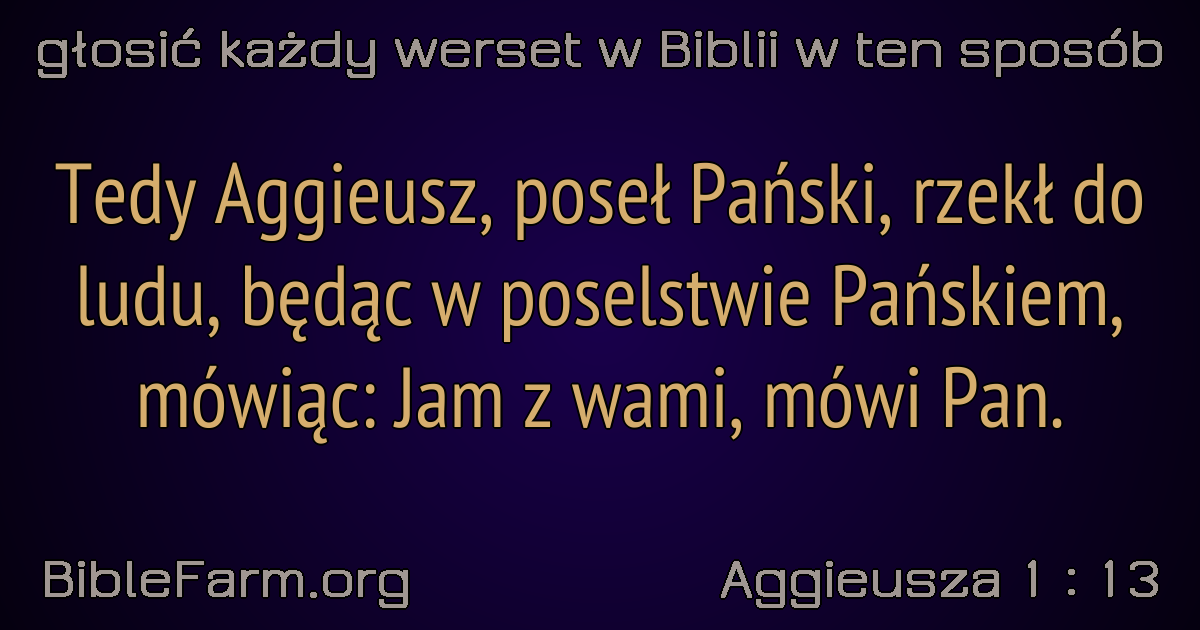 głosić każdy werset w Biblii w ten sposób
Tedy Aggieusz, poseł Pański, rzekł do
ludu, będąc w poselstwie Pańskiem,
mówiąc: Jam z wami, mówi Pan.
BibleFarm.org
Aggieusza 1 : 13